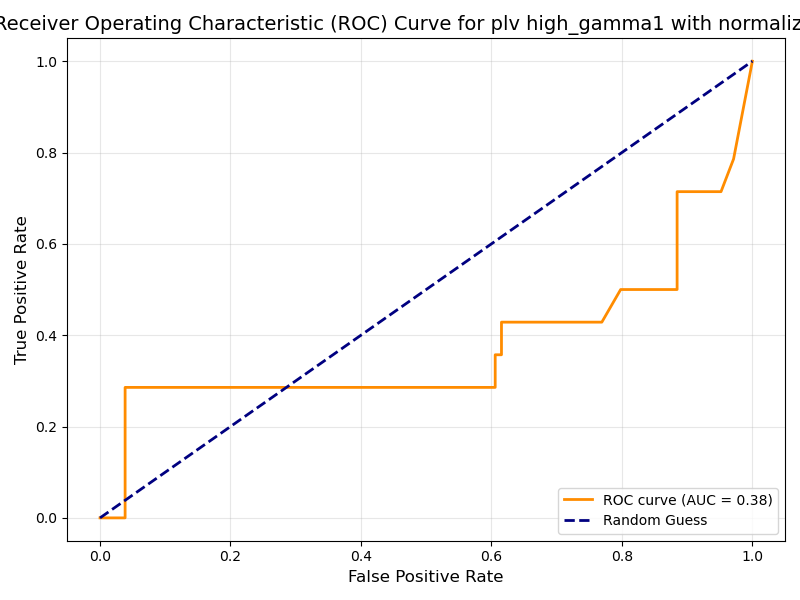 Receiver Operating Characteristic (ROC) Curve for plv high_gamma1 with normaliz
1.0
0.8
0.6
0.4
0.2
0.0
True Positive Rate
0.0 0.2 0.4 0.6 0.8 1.0
False Positive Rate
ROC curve (AUC = 0.38)
Random Guess